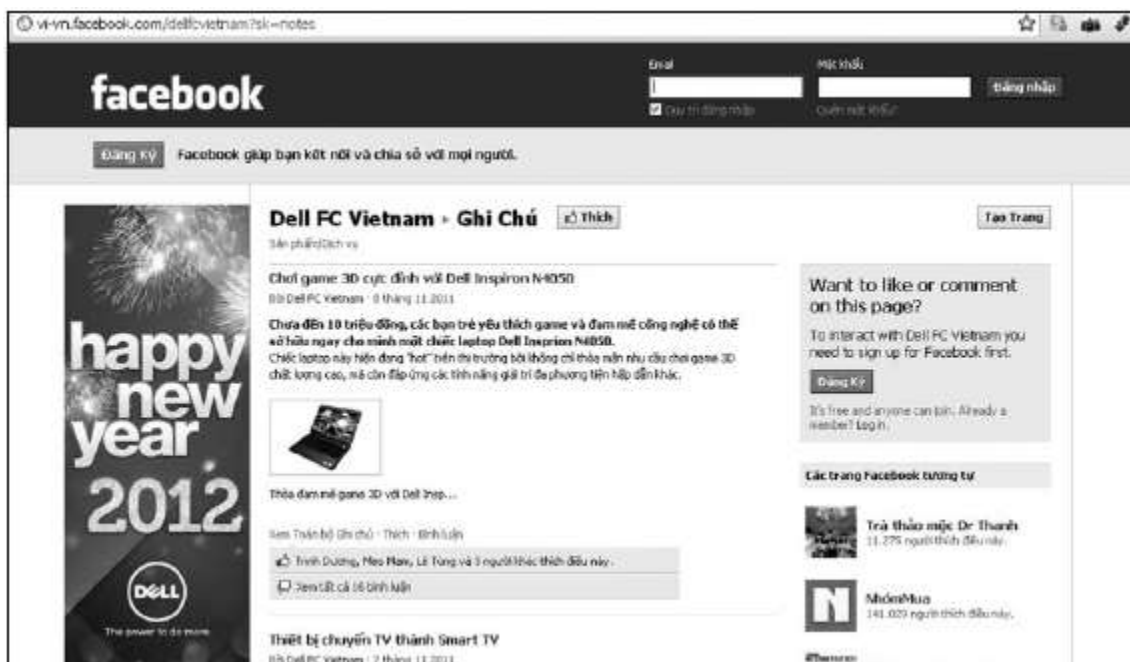 vi-vn.facebook.com/dellfcvietnam?sk=notes
facebook
Email
Mật khẩu
Đăng nhập
Duy trì đăng nhập
Quên mật khẩu?
Đăng Ký
Facebook giúp bạn kết nối và chia sẻ với mọi người.
happy
new
year
2012
DELL
The power to do more
Dell FC Vietnam ▸ Ghi Chú
Thích
Tạo Trang
Sản phẩm/Dịch vụ
Chơi game 3D cực đỉnh với Dell Inspiron N4050
Bởi Dell FC Vietnam · 8 tháng 11 2011
Chưa đến 10 triệu đồng, các bạn trẻ yêu thích game và đam mê công nghệ có thể
sở hữu ngay cho mình một chiếc laptop Dell Inspiron N4050.
Chiếc laptop này hiện đang "hot" trên thị trường bởi không chỉ thỏa mãn nhu cầu chơi game 3D
chất lượng cao, mà còn đáp ứng các tính năng giải trí đa phương tiện hấp dẫn khác.
Thỏa đam mê game 3D với Dell Insp...
Xem Toàn bộ Ghi chú · Thích · Bình luận
Trinh Dương, Meo Mew, Lê Tùng và 3 người khác thích điều này.
Xem tất cả 16 bình luận
Thiết bị chuyển TV thành Smart TV
Bởi Dell FC Vietnam · 2 tháng 11 2011
Want to like or comment
on this page?
To interact with Dell FC Vietnam you
need to sign up for Facebook first.
Đăng Ký
It's free and anyone can join. Already a
member? Log in.
Các trang Facebook tương tự
Trà thảo mộc Dr Thanh
11.275 người thích điều này.
N
NhómMua
141.029 người thích điều này.